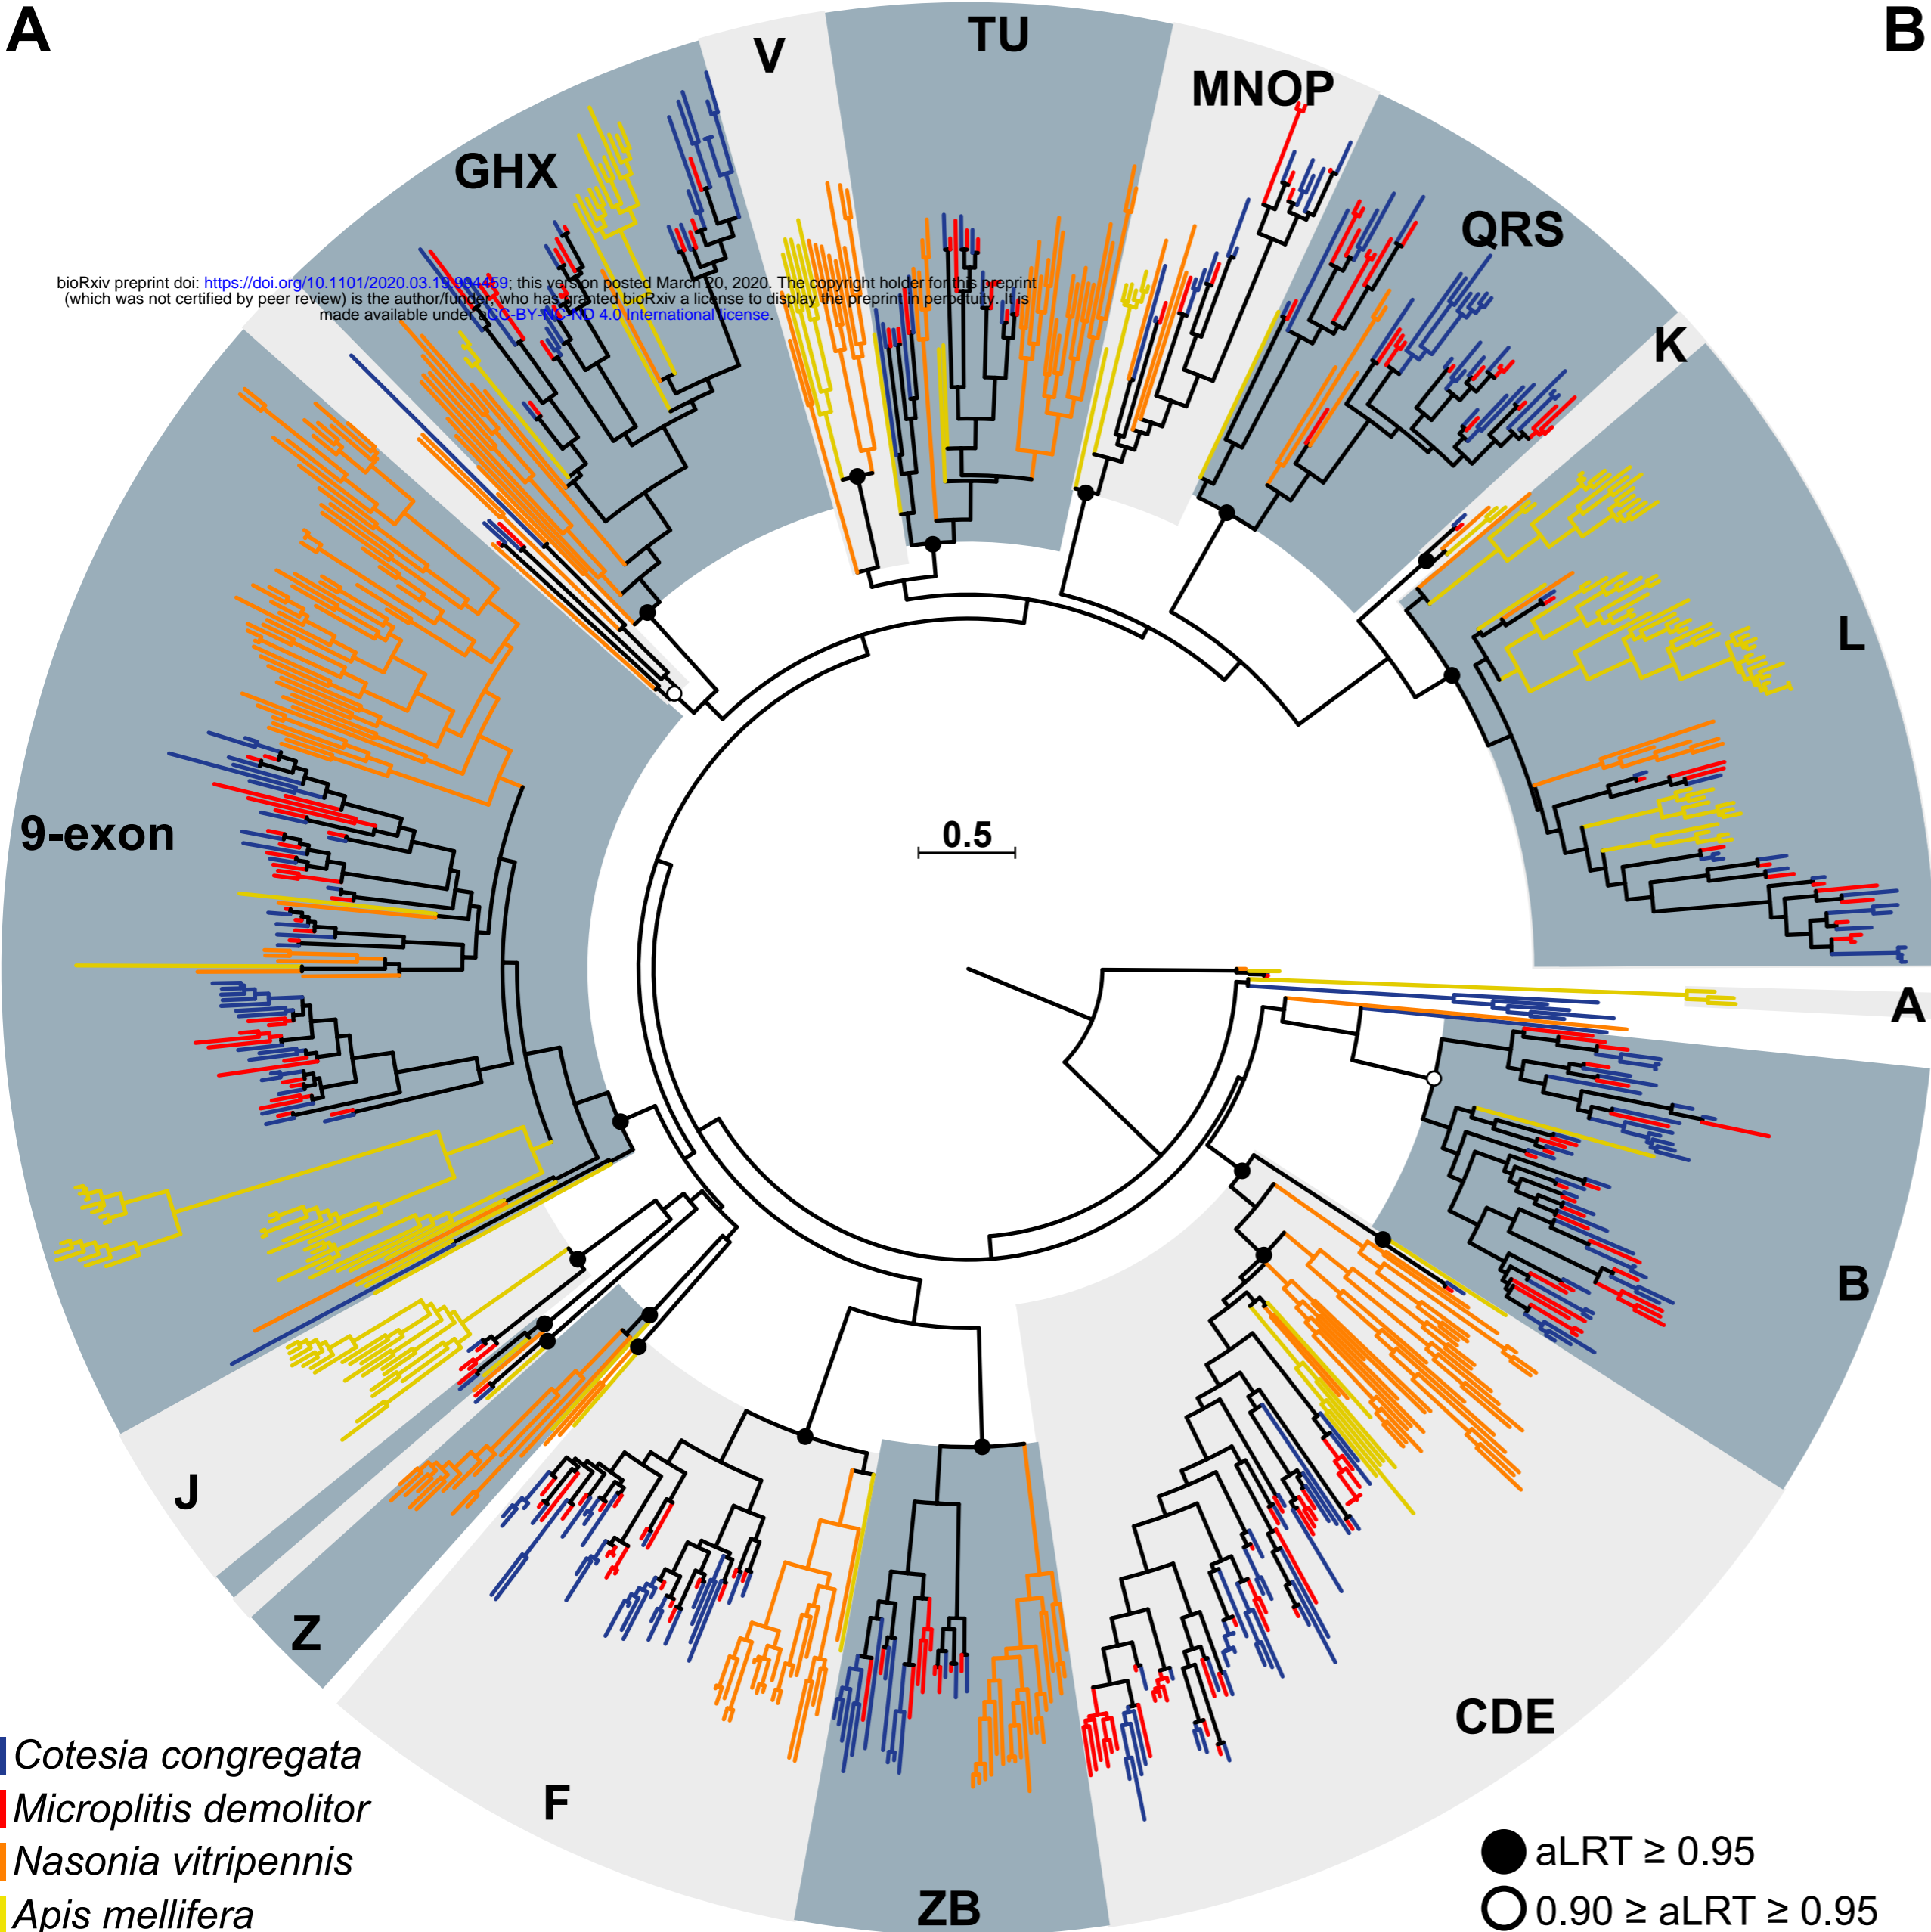 A
B
TU
V
MNOP
GHX
QRS
bioRxiv preprint doi: https://doi.org/10.1101/2020.03.19.994459; this version posted March 20, 2020. The copyright holder for this preprint
(which was not certified by peer review) is the author/funder, who has granted bioRxiv a license to display the preprint in perpetuity. It is
made available under aCC-BY-NC-ND 4.0 International license.
K
L
9-exon
0.5
A
B
J
Z
CDE
F
ZB
Cotesia congregata
Microplitis demolitor
Nasonia vitripennis
Apis mellifera
aLRT ≥ 0.95
0.90 ≥ aLRT ≥ 0.95